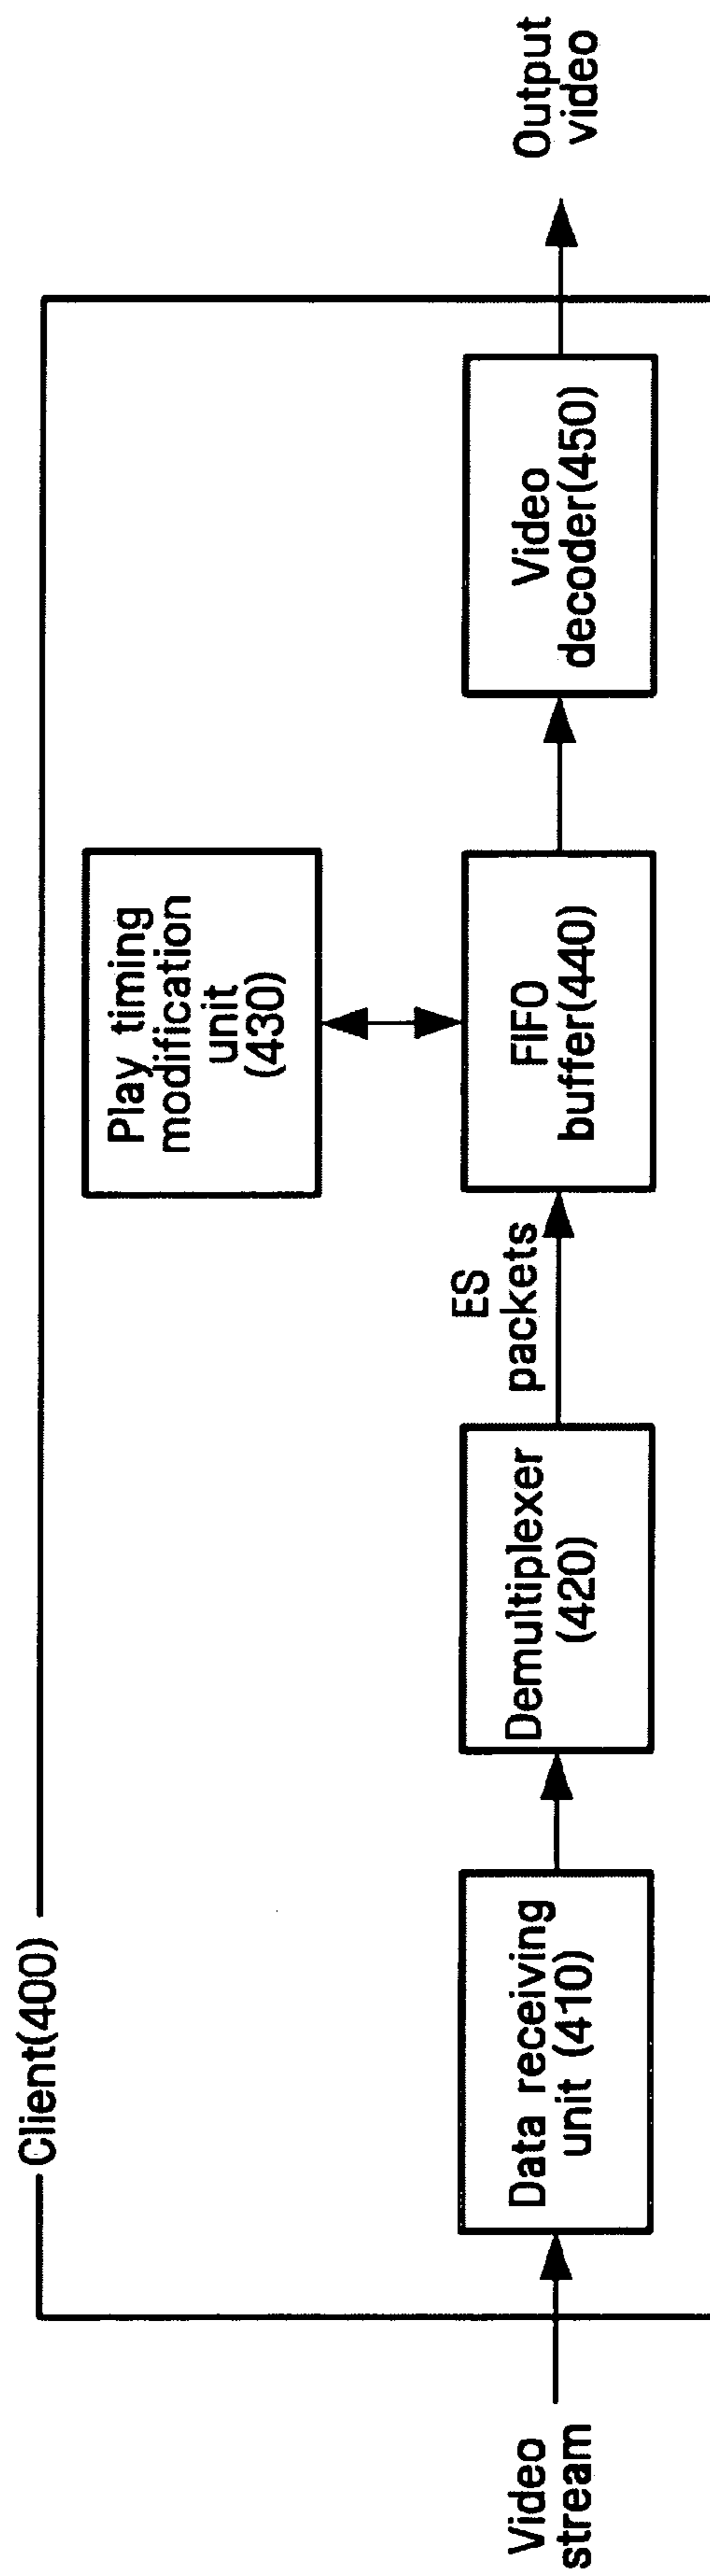 Client(400)
Video
stream
Data receiving
unit (410)
Demultiplexer
(420)
ES
packets
Play timing
modification
unit
(430)
FIFO
buffer(440)
Video
decoder(450)
Output
video